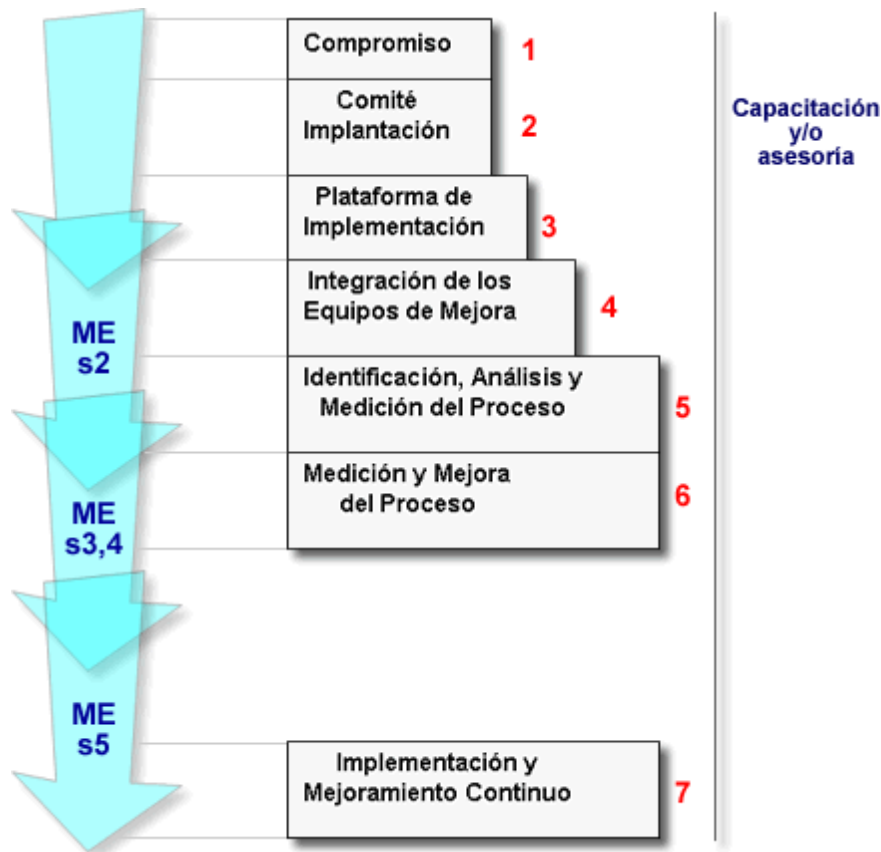 Compromiso
1
Comité
Implantación
2
Capacitación
y/o
asesoría
Plataforma de
Implementación
3
Integración de los
Equipos de Mejora
4
ME
s2
Identificación, Análisis y
Medición del Proceso
5
Medición y Mejora
del Proceso
6
ME
s3,4
ME
s5
Implementación y
Mejoramiento Continuo
7